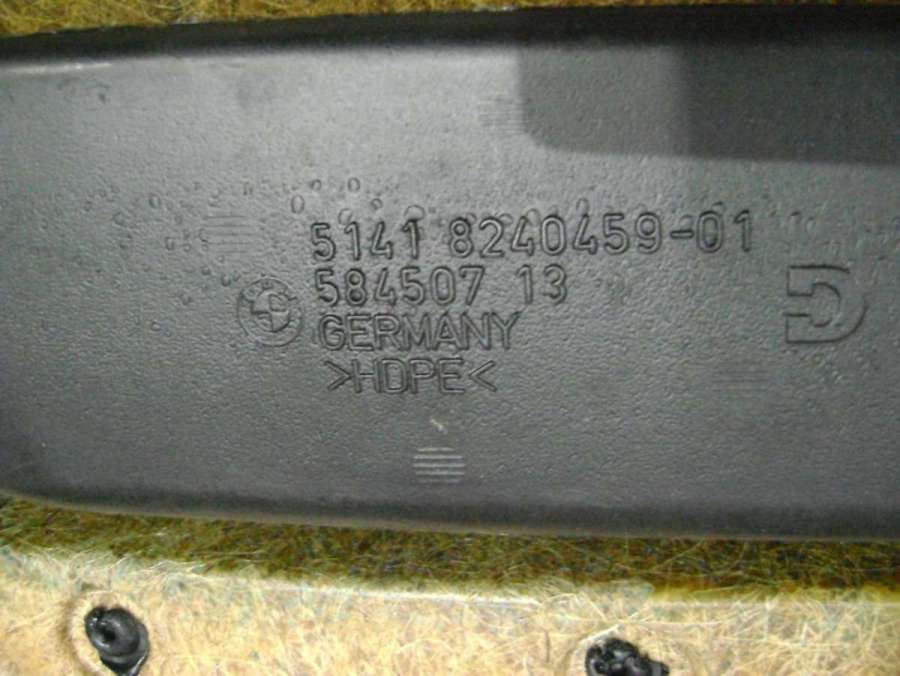 5141 8240459-01
584507 13
GERMANY
>HDPE<